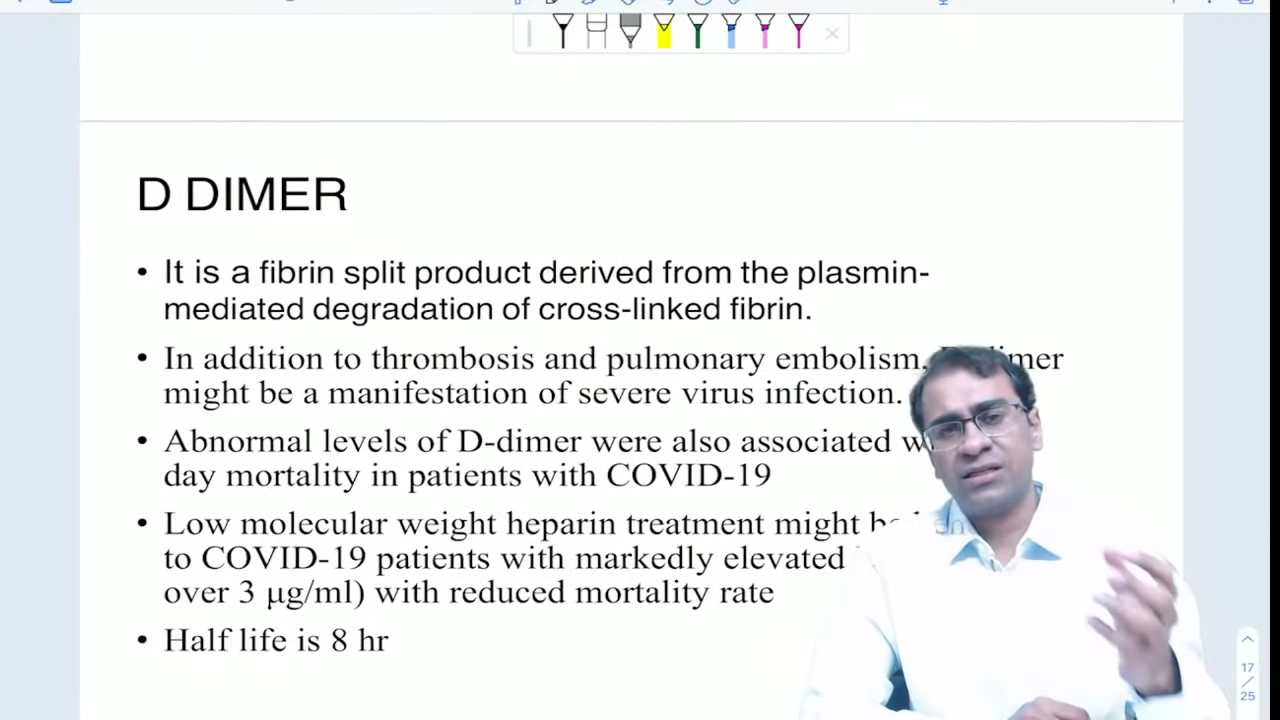 D DIMER
• It is a fibrin split product derived from the plasmin-
mediated degradation of cross-linked fibrin.
• In addition to thrombosis and pulmonary embolism,
might be a manifestation of severe virus infection.
• Abnormal levels of D-dimer were also associated
day mortality in patients with COVID-19
• Low molecular weight heparin treatment might
to COVID-19 patients with markedly elevated
over 3 μg/ml) with reduced mortality rate
• Half life is 8 hr
17
/
25